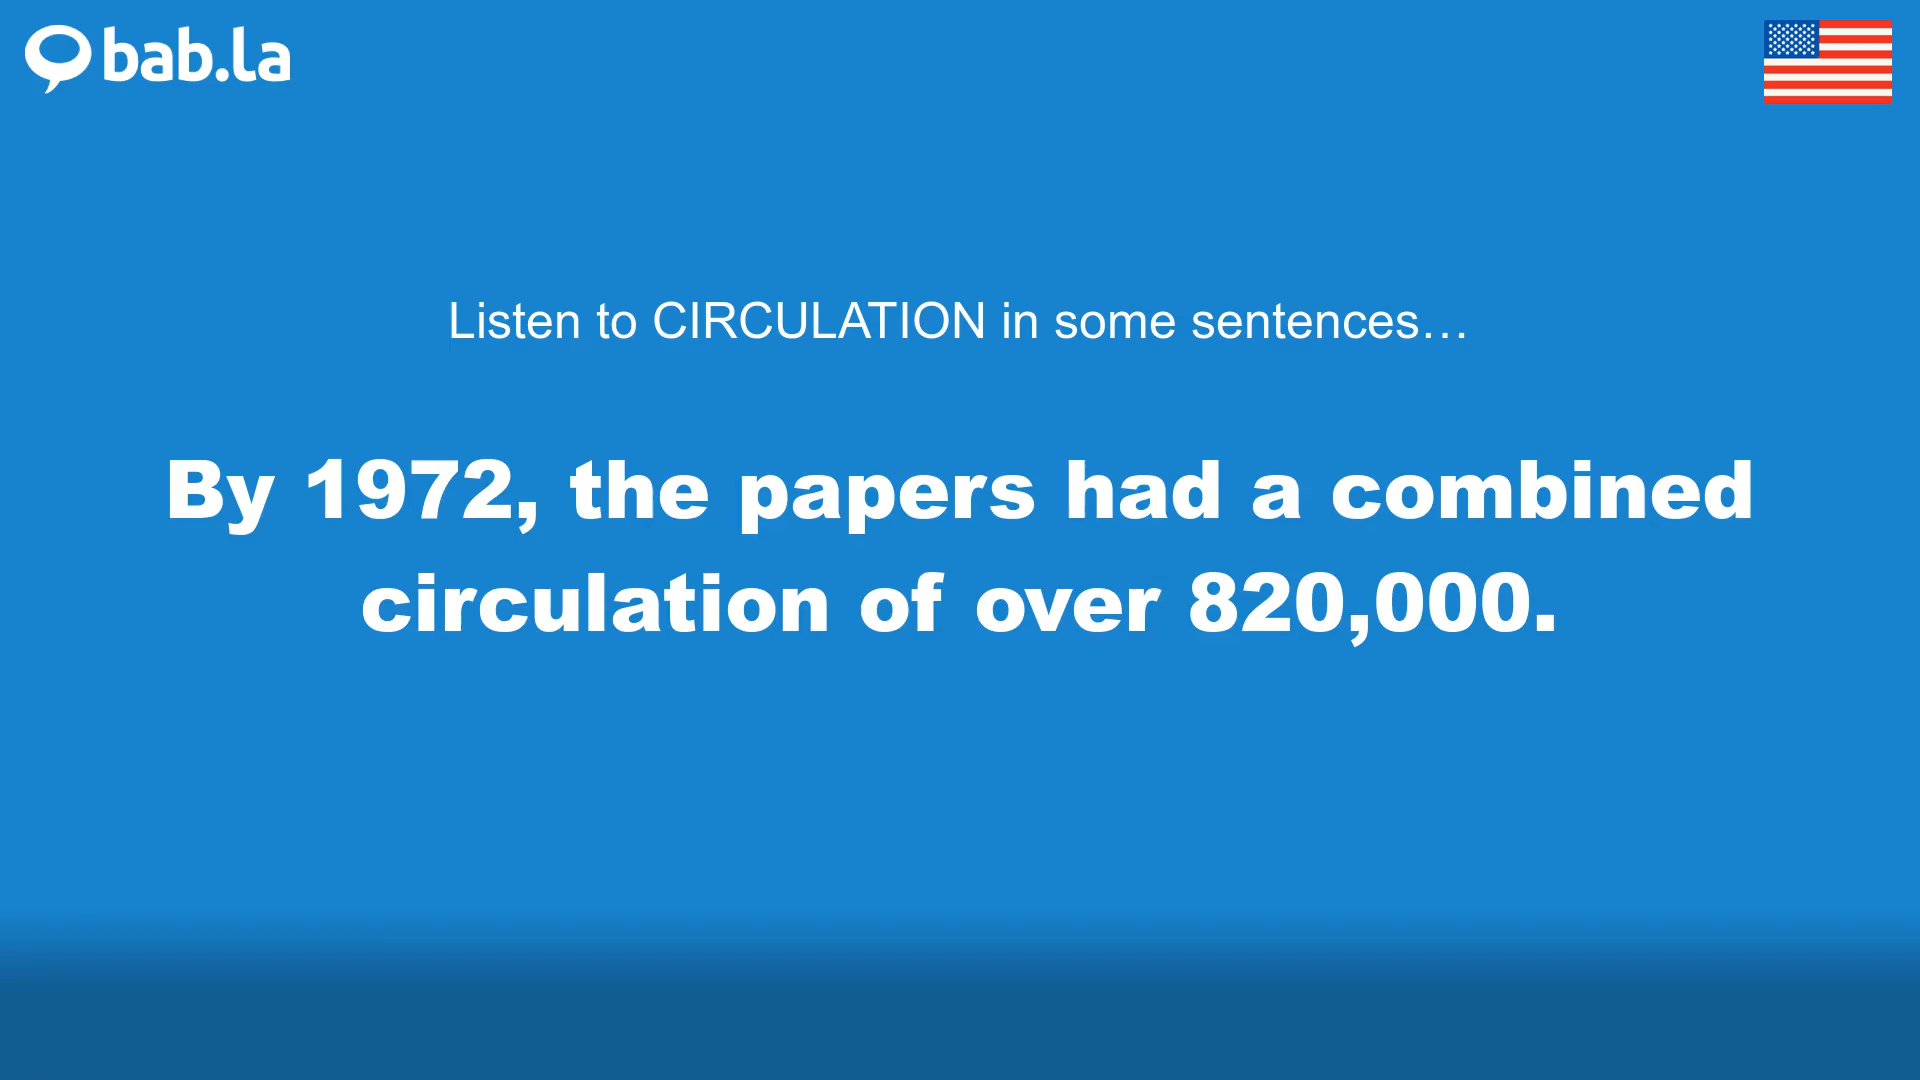 bab.la
Listen to CIRCULATION in some sentences…
By 1972, the papers had a combined
circulation of over 820,000.